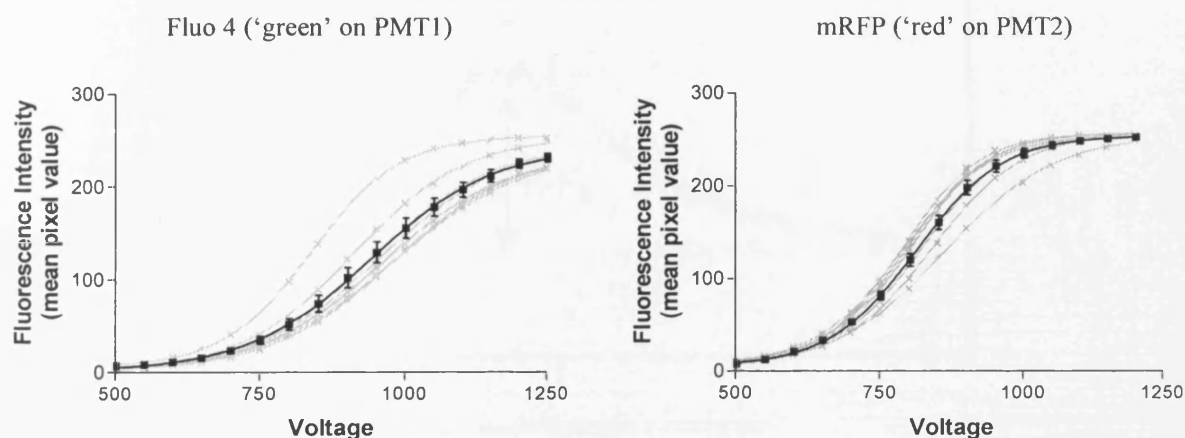 Fluo 4 (‘green’ on PMT1)
Fluorescence Intensity
(mean pixel value)
300
200
100
0
500
750
1000
1250
Voltage
mRFP (‘red’ on PMT2)
Fluorescence Intensity
(mean pixel value)
300
200
100
0
500
750
1000
1250
Voltage